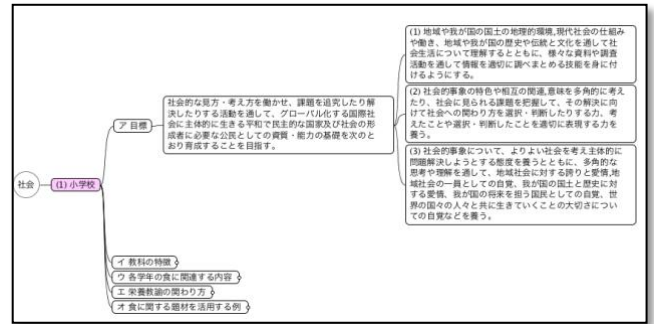 社会
(1) 小学校
ア 目標
社会的な見方・考え方を働かせ、課題を追究したり解
決したりする活動を通して、グローバル化する国際社
会に主体的に生きる平和で民主的な国家及び社会の形
成者に必要な公民としての資質・能力の基礎を次のと
おり育成することを目指す。
(1) 地域や我が国の国土の地理的環境,現代社会の仕組み
や働き、地域や我が国の歴史や伝統と文化を通して社
会生活について理解するとともに、様々な資料や調査
活動を通して情報を適切に調べまとめる技能を身に付
けるようにする。
(2) 社会的事象の特色や相互の関連,意味を多角的に考え
たり、社会に見られる課題を把握して、その解決に向
けて社会への関わり方を選択・判断したりする力、考
えたことや選択・判断したことを適切に表現する力を
養う。
(3) 社会的事象について、よりよい社会を考え主体的に
問題解決しようとする態度を養うとともに、多角的な
思考や理解を通して、地域社会に対する誇りと愛情,地
域社会の一員としての自覚、我が国の国土と歴史に対
する愛情、我が国の将来を担う国民としての自覚、世
界の国々の人々と共に生きていくことの大切さについ
ての自覚などを養う。
イ 教科の特徴
ウ 各学年の食に関連する内容
エ 栄養教諭の関わり方
オ 食に関する題材を活用する例